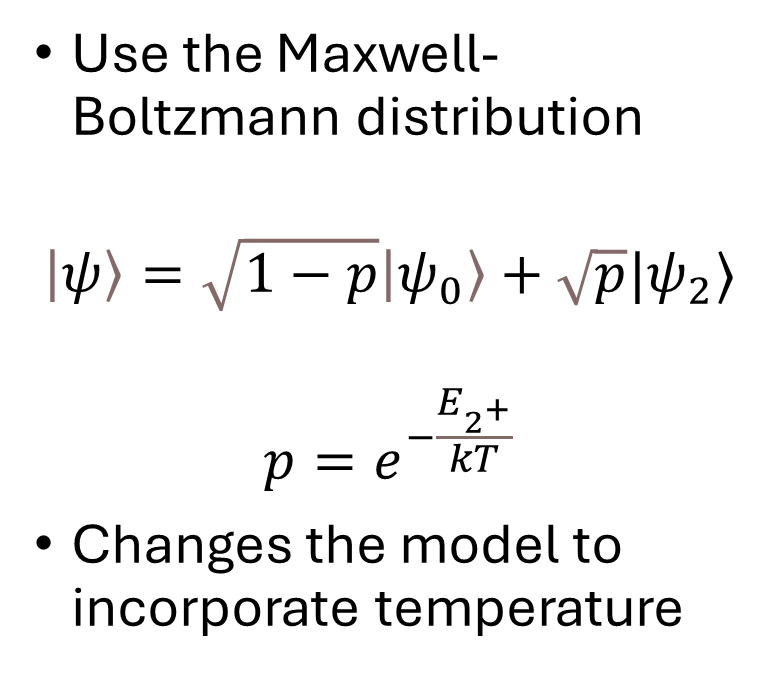 • Use the Maxwell-
Boltzmann distribution
|ψ⟩ = √(1 − p)|ψ₀⟩ + √p|ψ₂⟩
p = e^(−E₂₊/kT)
• Changes the model to
incorporate temperature